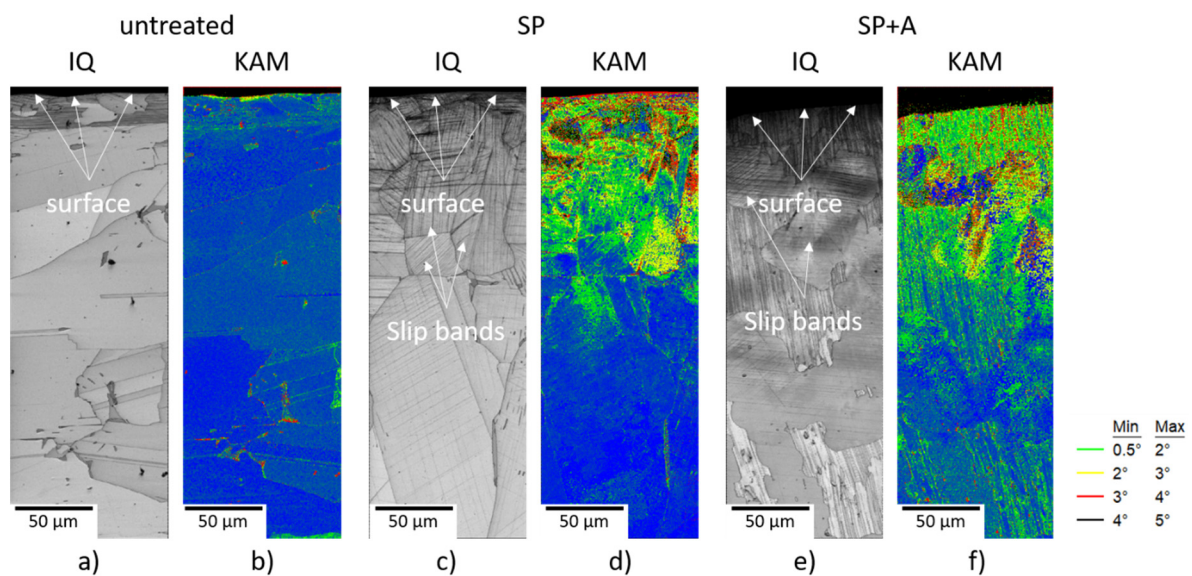 untreated SP SP+A
IQ KAM IQ KAM IQ KAM
surface surface surface
Slip bands Slip bands
Min Max
0.5° 2°
2° 3°
3° 4°
4° 5°
50 µm 50 µm 50 µm 50 µm 50 µm 50 µm
a) b) c) d) e) f)